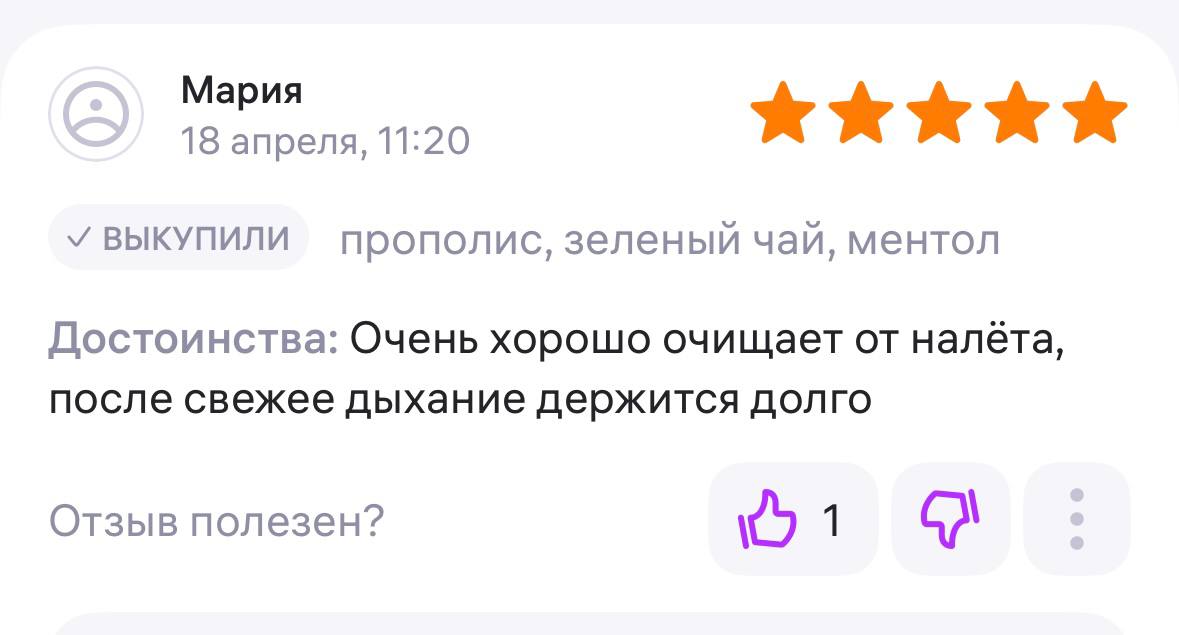 Мария
18 апреля, 11:20
ВЫКУПИЛИ прополис, зеленый чай, ментол
Достоинства: Очень хорошо очищает от налёта,
после свежее дыхание держится долго
Отзыв полезен? 1